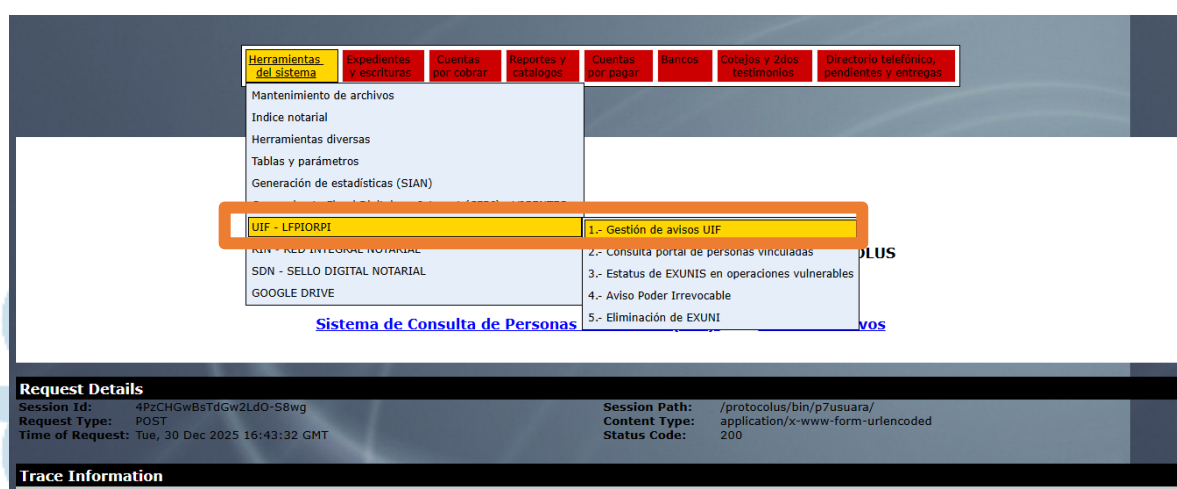 Herramientas del sistema
Expedientes y escrituras
Cuentas por cobrar
Reportes y catalogos
Cuentas por pagar
Bancos
Cotejos y 2dos testimonios
Directorio telefónico, pendientes y entregas
Mantenimiento de archivos
Indice notarial
Herramientas diversas
Tablas y parámetros
Generación de estadísticas (SIAN)
UIF - LFPIORPI
1.- Gestión de avisos UIF
RIN - RED INTEGRAL NOTARIAL
2.- Consulta portal de personas vinculadas
OLUS
SDN - SELLO DIGITAL NOTARIAL
3.- Estatus de EXUNIS en operaciones vulnerables
GOOGLE DRIVE
4.- Aviso Poder Irrevocable
5.- Eliminación de EXUNI
Sistema de Consulta de Personas
vos
Request Details
Session Id: 4PzCHGwBsTdGw2LdO-S8wg
Session Path: /protocolus/bin/p7usuara/
Request Type: POST
Content Type: application/x-www-form-urlencoded
Time of Request: Tue, 30 Dec 2025 16:43:32 GMT
Status Code: 200
Trace Information